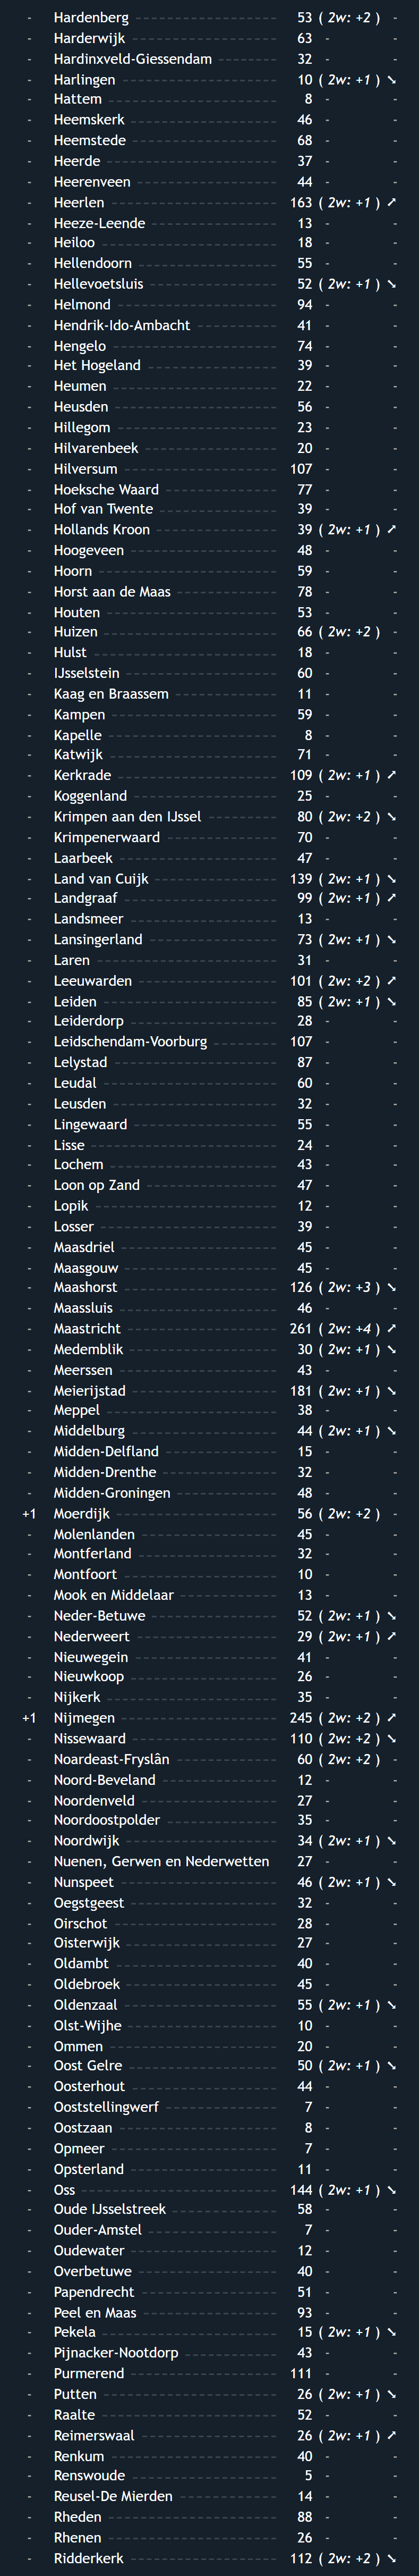 - Hardenberg 53 ( 2w: +2 ) -
- Harderwijk 63 - -
- Hardinxveld-Giessendam 32 - -
- Harlingen 10 ( 2w: +1 ) ➘
- Hattem 8 - -
- Heemskerk 46 - -
- Heemstede 68 - -
- Heerde 37 - -
- Heerenveen 44 - -
- Heerlen 163 ( 2w: +1 ) ➚
- Heeze-Leende 13 - -
- Heiloo 18 - -
- Hellendoorn 55 - -
- Hellevoetsluis 52 ( 2w: +1 ) ➘
- Helmond 94 - -
- Hendrik-Ido-Ambacht 41 - -
- Hengelo 74 - -
- Het Hogeland 39 - -
- Heumen 22 - -
- Heusden 56 - -
- Hillegom 23 - -
- Hilvarenbeek 20 - -
- Hilversum 107 - -
- Hoeksche Waard 77 - -
- Hof van Twente 39 - -
- Hollands Kroon 39 ( 2w: +1 ) ➚
- Hoogeveen 48 - -
- Hoorn 59 - -
- Horst aan de Maas 78 - -
- Houten 53 - -
- Huizen 66 ( 2w: +2 ) -
- Hulst 18 - -
- IJsselstein 60 - -
- Kaag en Braassem 11 - -
- Kampen 59 - -
- Kapelle 8 - -
- Katwijk 71 - -
- Kerkrade 109 ( 2w: +1 ) ➚
- Koggenland 25 - -
- Krimpen aan den IJssel 80 ( 2w: +2 ) ➘
- Krimpenerwaard 70 - -
- Laarbeek 47 - -
- Land van Cuijk 139 ( 2w: +1 ) ➘
- Landgraaf 99 ( 2w: +1 ) ➚
- Landsmeer 13 - -
- Lansingerland 73 ( 2w: +1 ) ➘
- Laren 31 - -
- Leeuwarden 101 ( 2w: +2 ) ➚
- Leiden 85 ( 2w: +1 ) ➘
- Leiderdorp 28 - -
- Leidschendam-Voorburg 107 - -
- Lelystad 87 - -
- Leudal 60 - -
- Leusden 32 - -
- Lingewaard 55 - -
- Lisse 24 - -
- Lochem 43 - -
- Loon op Zand 47 - -
- Lopik 12 - -
- Losser 39 - -
- Maasdriel 45 - -
- Maasgouw 45 - -
- Maashorst 126 ( 2w: +3 ) ➘
- Maassluis 46 - -
- Maastricht 261 ( 2w: +4 ) ➚
- Medemblik 30 ( 2w: +1 ) ➘
- Meerssen 43 - -
- Meierijstad 181 ( 2w: +1 ) ➘
- Meppel 38 - -
- Middelburg 44 ( 2w: +1 ) ➘
- Midden-Delfland 15 - -
- Midden-Drenthe 32 - -
- Midden-Groningen 48 - -
+1 Moerdijk 56 ( 2w: +2 ) -
- Molenlanden 45 - -
- Montferland 32 - -
- Montfoort 10 - -
- Mook en Middelaar 13 - -
- Neder-Betuwe 52 ( 2w: +1 ) ➘
- Nederweert 29 ( 2w: +1 ) ➚
- Nieuwegein 41 - -
- Nieuwkoop 26 - -
- Nijkerk 35 - -
+1 Nijmegen 245 ( 2w: +2 ) ➚
- Nissewaard 110 ( 2w: +2 ) ➘
- Noardeast-Fryslân 60 ( 2w: +2 ) -
- Noord-Beveland 12 - -
- Noordenveld 27 - -
- Noordoostpolder 35 - -
- Noordwijk 34 ( 2w: +1 ) ➘
- Nuenen, Gerwen en Nederwetten 27 - -
- Nunspeet 46 ( 2w: +1 ) ➘
- Oegstgeest 32 - -
- Oirschot 28 - -
- Oisterwijk 27 - -
- Oldambt 40 - -
- Oldebroek 45 - -
- Oldenzaal 55 ( 2w: +1 ) ➘
- Olst-Wijhe 10 - -
- Ommen 20 - -
- Oost Gelre 50 ( 2w: +1 ) ➘
- Oosterhout 44 - -
- Ooststellingwerf 7 - -
- Oostzaan 8 - -
- Opmeer 7 - -
- Opsterland 11 - -
- Oss 144 ( 2w: +1 ) ➘
- Oude IJsselstreek 58 - -
- Ouder-Amstel 7 - -
- Oudewater 12 - -
- Overbetuwe 40 - -
- Papendrecht 51 - -
- Peel en Maas 93 - -
- Pekela 15 ( 2w: +1 ) ➘
- Pijnacker-Nootdorp 43 - -
- Purmerend 111 - -
- Putten 26 ( 2w: +1 ) ➘
- Raalte 52 - -
- Reimerswaal 26 ( 2w: +1 ) ➚
- Renkum 40 - -
- Renswoude 5 - -
- Reusel-De Mierden 14 - -
- Rheden 88 - -
- Rhenen 26 - -
- Ridderkerk 112 ( 2w: +2 ) ➘